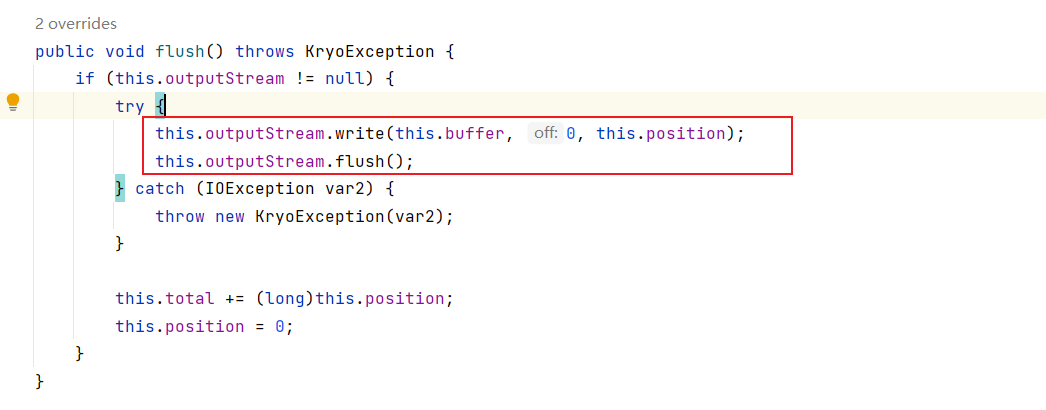 2 overrides
public void flush() throws KryoException {
if (this.outputStream != null) {
try {
this.outputStream.write(this.buffer, off: 0, this.position);
this.outputStream.flush();
} catch (IOException var2) {
throw new KryoException(var2);
}
this.total += (long)this.position;
this.position = 0;
}
}